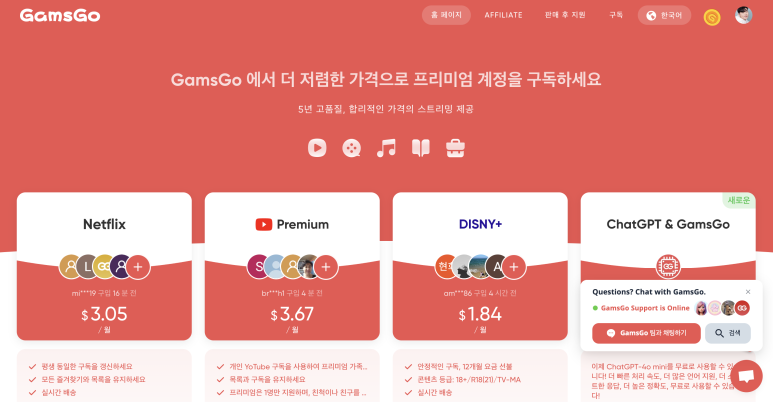 GamsGo
홈 페이지 AFFILIATE 판매 후 지원 구독 한국어
GamsGo 에서 더 저렴한 가격으로 프리미엄 계정을 구독하세요
5년 고품질, 합리적인 가격의 스트리밍 제공
새로운
Netflix
Premium
DISNY+
ChatGPT & GamsGo
L GG +
S +
현호 A +
GG
mi***19 구입 16 분 전
br***h1 구입 4 분 전
am***86 구입 4 시간 전
$3.05
/ 월
$3.67
/ 월
$1.84
/ 월
Questions? Chat with GamsGo.
GamsGo Support is Online
GG
GamsGo 팀과 채팅하기
검색
평생 동일한 구독을 갱신하세요
모든 즐겨찾기와 목록을 유지하세요
실시간 배송
개인 YouTube 구독을 사용하여 프리미엄 가족...
목록과 구독을 유지하세요
프리미엄은 1명만 지원하며, 친척이나 친구를 ...
안정적인 구독, 12개월 요금 선불
콘텐츠 등급: 18+/R18(21)/TV-MA
실시간 배송
이제 ChatGPT-4o mini를 무료로 사용할 수 있
니다! 더 빠른 처리 속도, 더 많은 언어 지원, 더
트한 응답, 더 높은 정확도, 무료로 사용할 수 있
다!